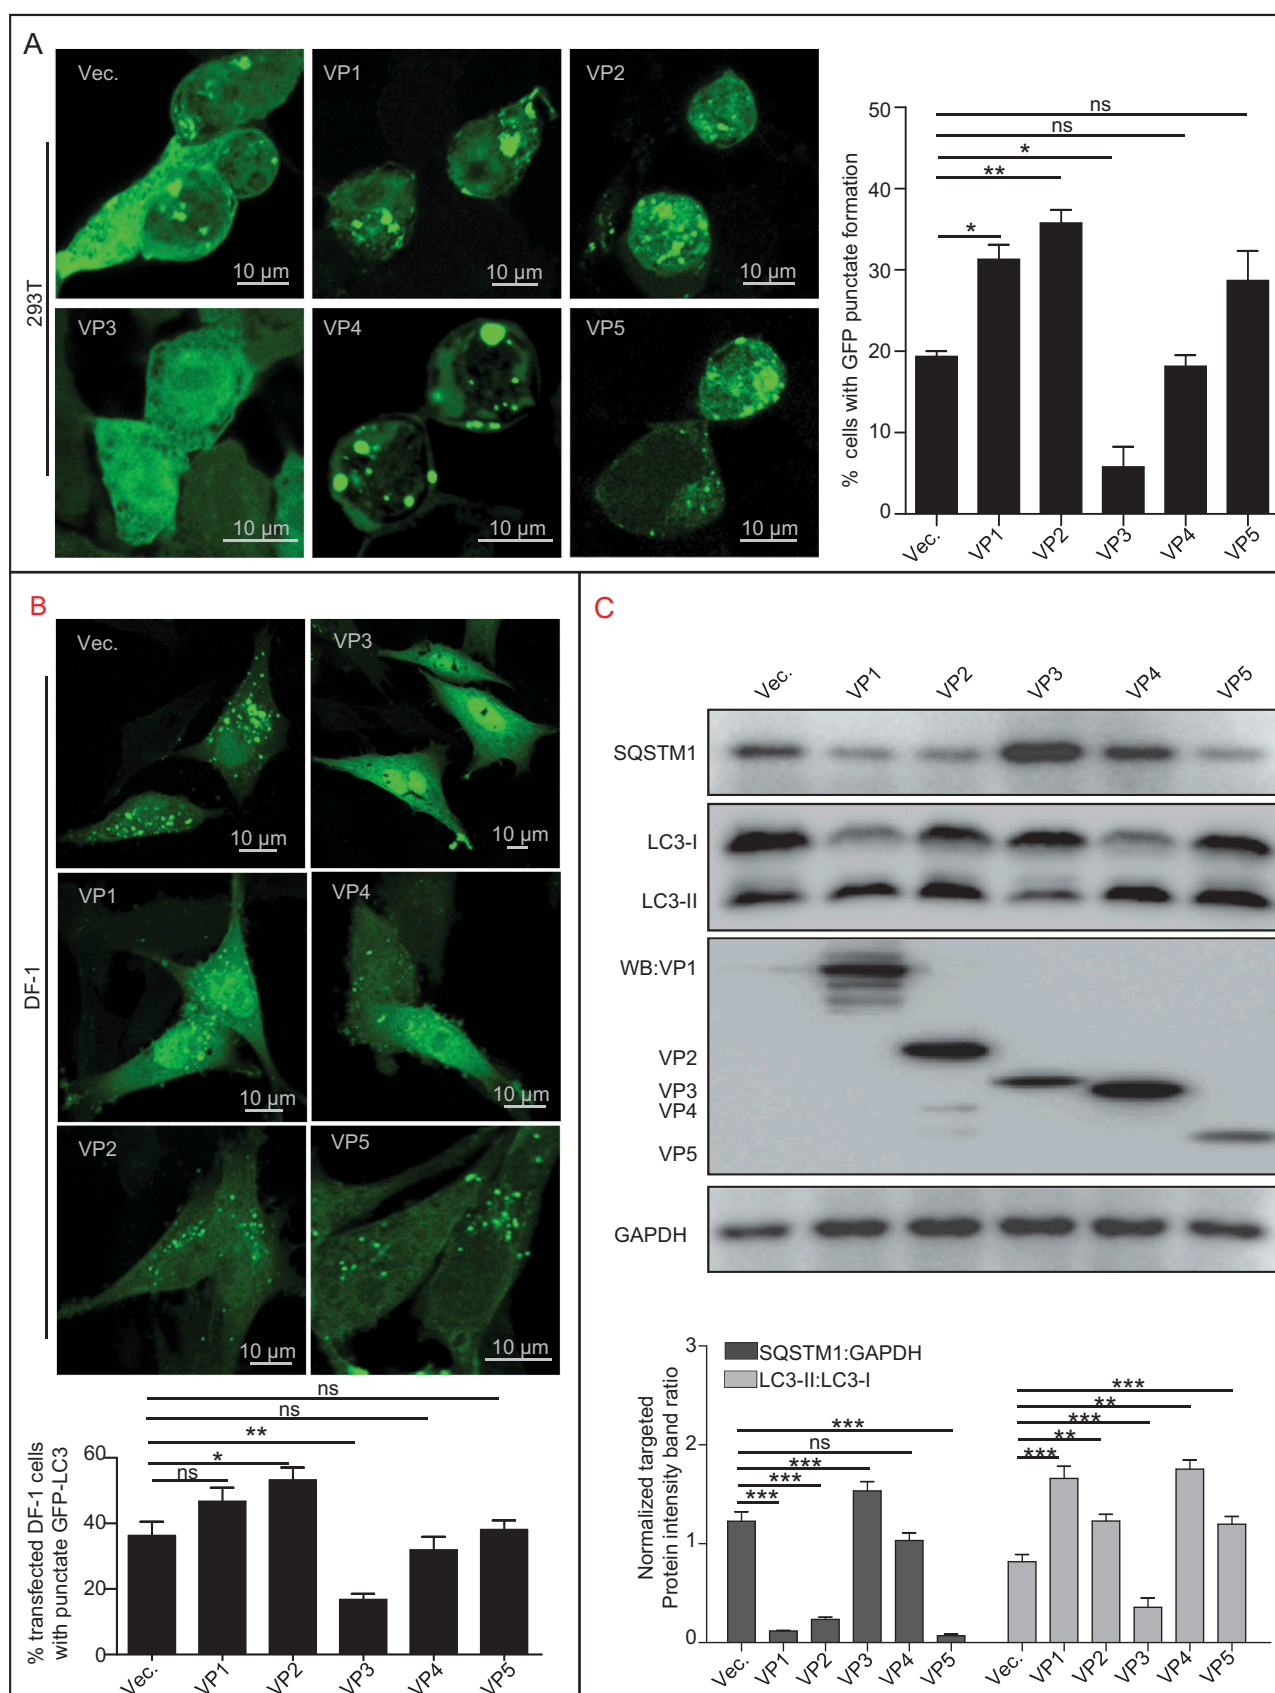 A
293T
Vec.
10 µm
VP1
10 µm
VP2
10 µm
VP3
10 µm
VP4
10 µm
VP5
10 µm
% cells with GFP punctate formation
50
40
30
20
10
0
ns
ns
*
**
*
Vec.
VP1
VP2
VP3
VP4
VP5
B
DF-1
Vec.
10 µm
VP3
10 µm
VP1
10 µm
VP4
10 µm
VP2
10 µm
VP5
10 µm
% transfected DF-1 cells
with punctate GFP-LC3
60
40
20
0
ns
ns
**
*
ns
Vec.
VP1
VP2
VP3
VP4
VP5
C
Vec.
VP1
VP2
VP3
VP4
VP5
SQSTM1
LC3-I
LC3-II
WB:VP1
VP2
VP3
VP4
VP5
GAPDH
Normalized targeted
Protein intensity band ratio
3
2
1
0
SQSTM1:GAPDH
LC3-II:LC3-I
***
ns
***
***
***
***
**
***
**
***
Vec.
VP1
VP2
VP3
VP4
VP5
Vec.
VP1
VP2
VP3
VP4
VP5